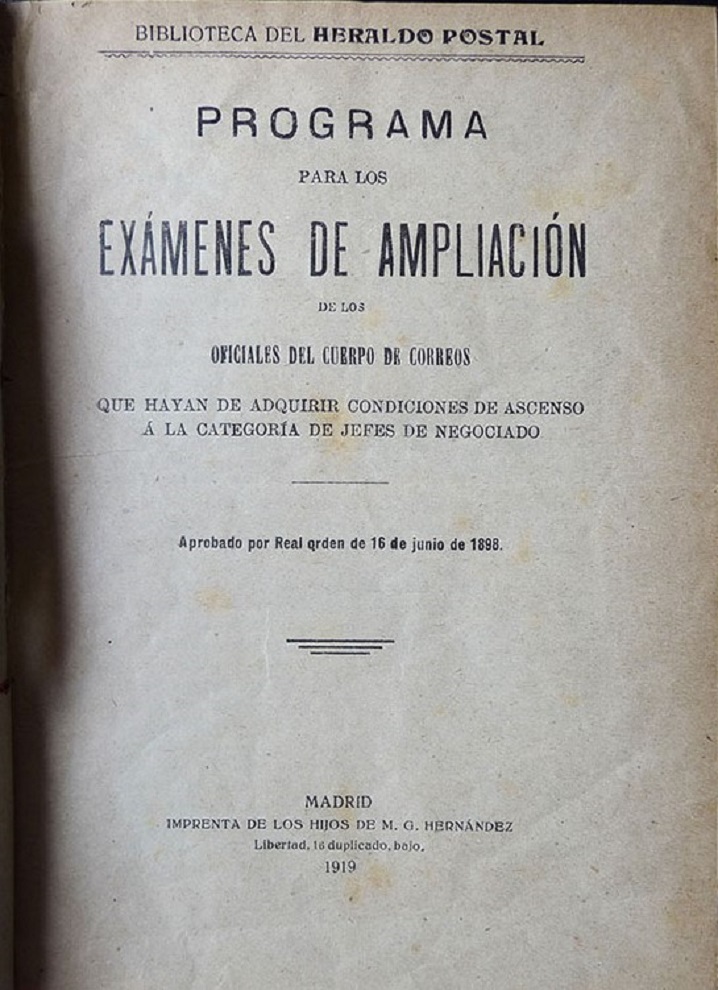 BIBLIOTECA DEL HERALDO POSTAL
PROGRAMA
PARA LOS
EXÁMENES DE AMPLIACIÓN
DE LOS
OFICIALES DEL CUERPO DE CORREOS
QUE HAYAN DE ADQUIRIR CONDICIONES DE ASCENSO
Á LA CATEGORÍA DE JEFES DE NEGOCIADO
Aprobado por Real qrden de 16 de junio de 1898.
MADRID
IMPRENTA DE LOS HIJOS DE M. G. HERNÁNDEZ
Libertad, 16 duplicado, bajo.
1919